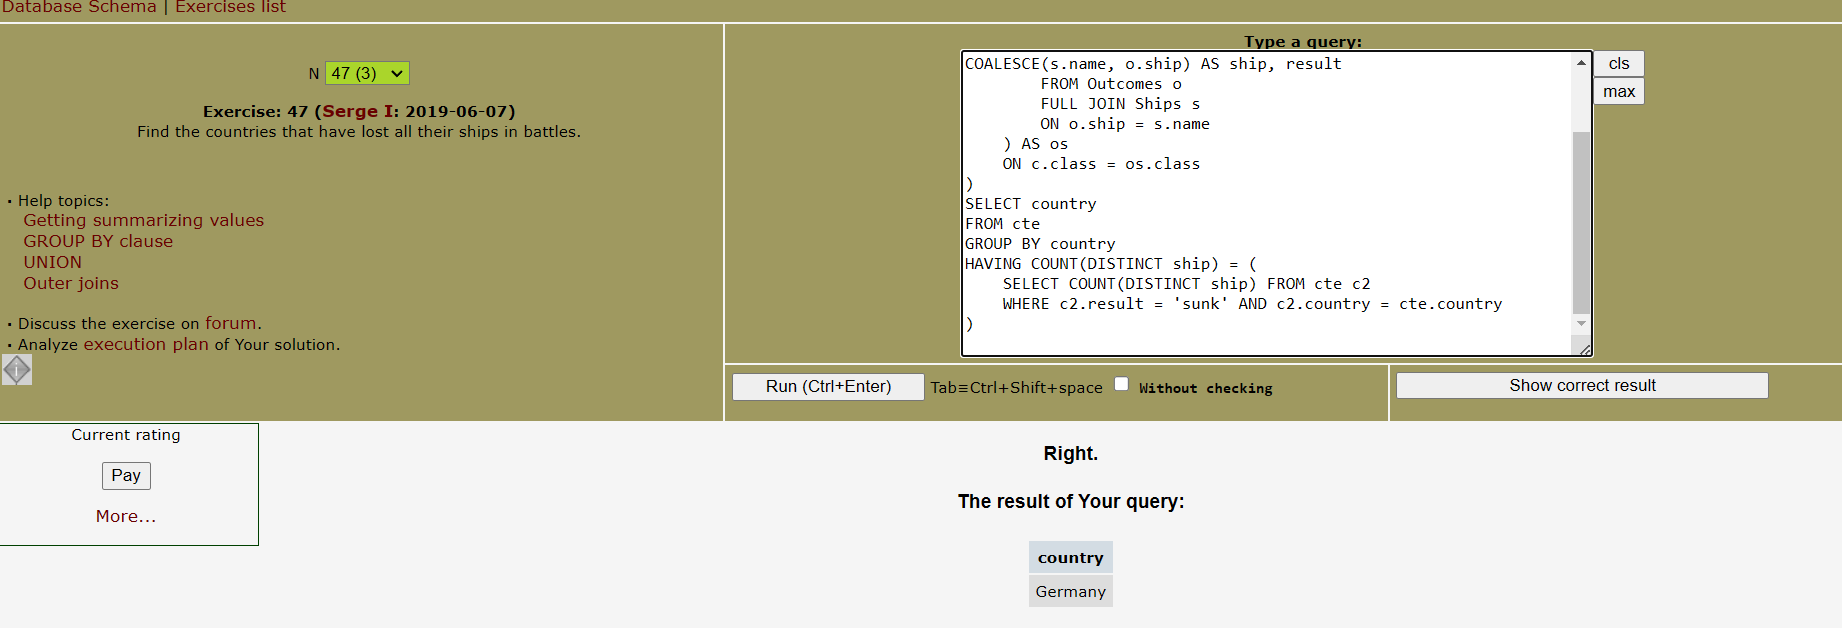 Database Schema | Exercises list
N 47 (3)
Exercise: 47 (Serge I: 2019-06-07)
Find the countries that have lost all their ships in battles.
Help topics:
Getting summarizing values
GROUP BY clause
UNION
Outer joins
Discuss the exercise on forum.
Analyze execution plan of Your solution.
i
Type a query:
COALESCE(s.name, o.ship) AS ship, result
FROM Outcomes o
FULL JOIN Ships s
ON o.ship = s.name
) AS os
ON c.class = os.class
)
SELECT country
FROM cte
GROUP BY country
HAVING COUNT(DISTINCT ship) = (
SELECT COUNT(DISTINCT ship) FROM cte c2
WHERE c2.result = 'sunk' AND c2.country = cte.country
)
cls
max
Run (Ctrl+Enter) Tab≡Ctrl+Shift+space Without checking
Show correct result
Current rating
Pay
More...
Right.
The result of Your query:
country
Germany